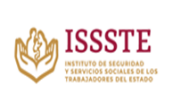 ISSSTE
INSTITUTO DE SEGURIDAD
Y SERVICIOS SOCIALES DE LOS
TRABAJADORES DEL ESTADO